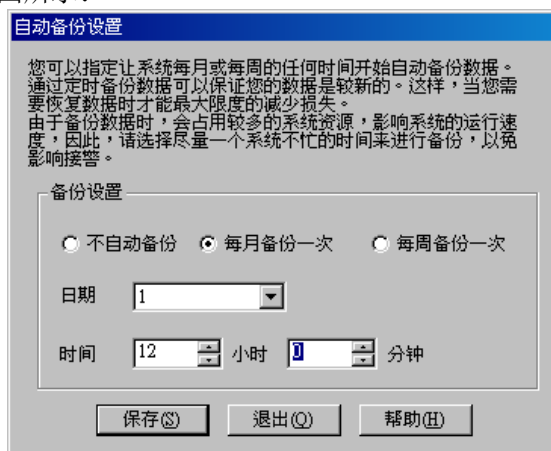 自动备份设置
您可以指定让系统每月或每周的任何时间开始自动备份数据。
通过定时备份数据可以保证您的数据是较新的。这样，当您需
要恢复数据时才能最大限度的减少损失。
由于备份数据时，会占用较多的系统资源，影响系统的运行速
度，因此，请选择尽量一个系统不忙的时间来进行备份，以免
影响接警。
备份设置
不自动备份 每月备份一次 每周备份一次
日期 1
时间 12 小时 0 分钟
保存(S) 退出(Q) 帮助(H)